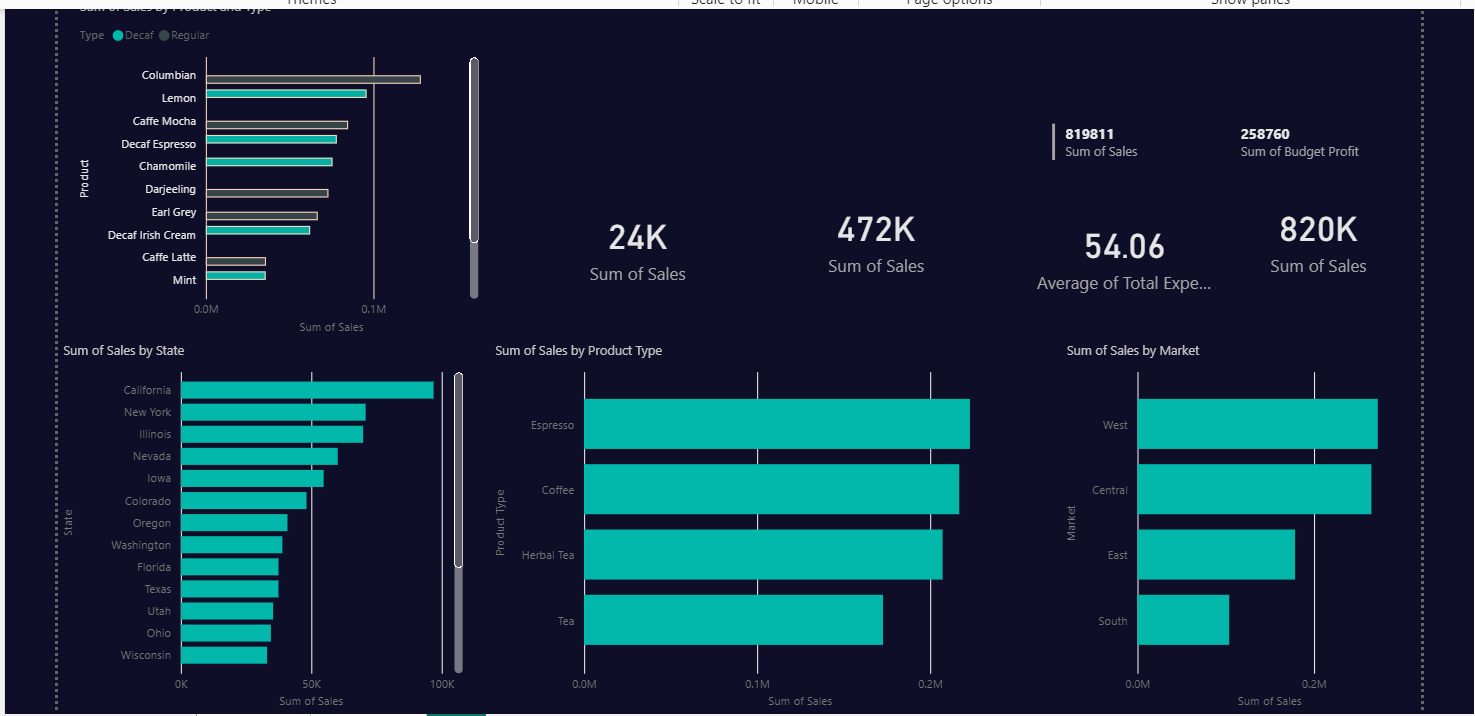 Themes Scale to fit Mobile Page options Show panes
Sum of Sales by Product and Type
Type Decaf Regular
Product
Columbian
Lemon
Caffe Mocha
Decaf Espresso
Chamomile
Darjeeling
Earl Grey
Decaf Irish Cream
Caffe Latte
Mint
0.0M 0.1M
Sum of Sales
24K
Sum of Sales
472K
Sum of Sales
819811
Sum of Sales
258760
Sum of Budget Profit
54.06
Average of Total Expe...
820K
Sum of Sales
Sum of Sales by State
State
California
New York
Illinois
Nevada
Iowa
Colorado
Oregon
Washington
Florida
Texas
Utah
Ohio
Wisconsin
0K 50K 100K
Sum of Sales
Sum of Sales by Product Type
Product Type
Espresso
Coffee
Herbal Tea
Tea
0.0M 0.1M 0.2M
Sum of Sales
Sum of Sales by Market
Market
West
Central
East
South
0.0M 0.2M
Sum of Sales